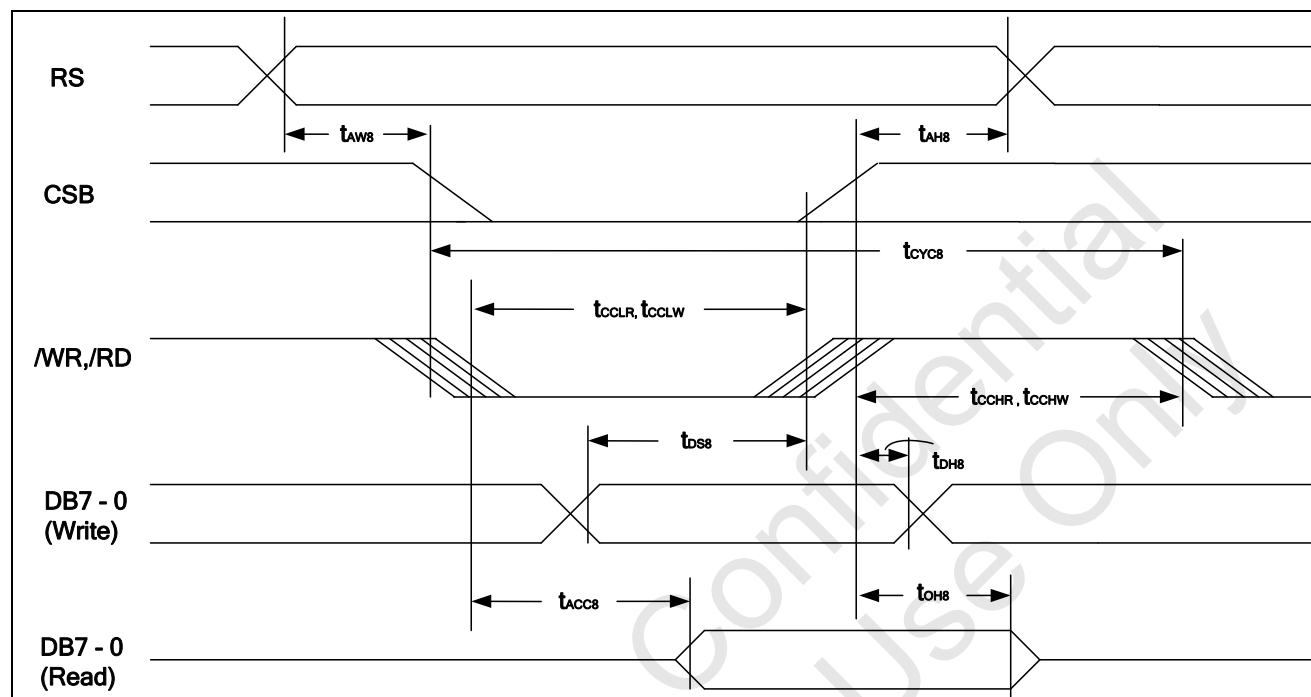 RS
tAW8
tAH8
CSB
tCYC8
tCCLR, tCCLW
/WR,/RD
tCCHR , tCCHW
tDS8
tDH8
DB7 - 0
(Write)
tACC8
tOH8
DB7 - 0
(Read)
Confidential
Use Only